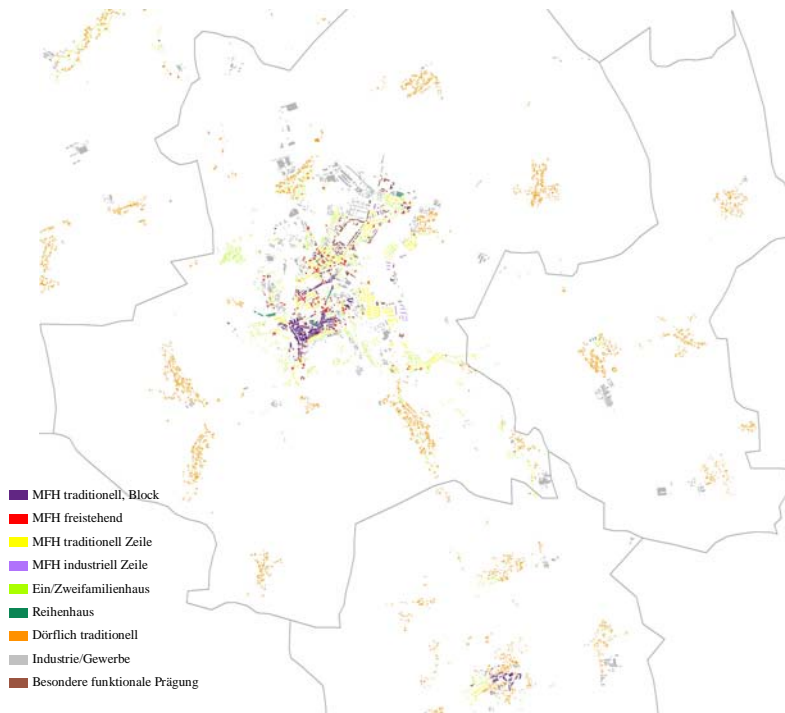 MFH traditionell, Block
MFH freistehend
MFH traditionell Zeile
MFH industriell Zeile
Ein/Zweifamilienhaus
Reihenhaus
Dörflich traditionell
Industrie/Gewerbe
Besondere funktionale Prägung